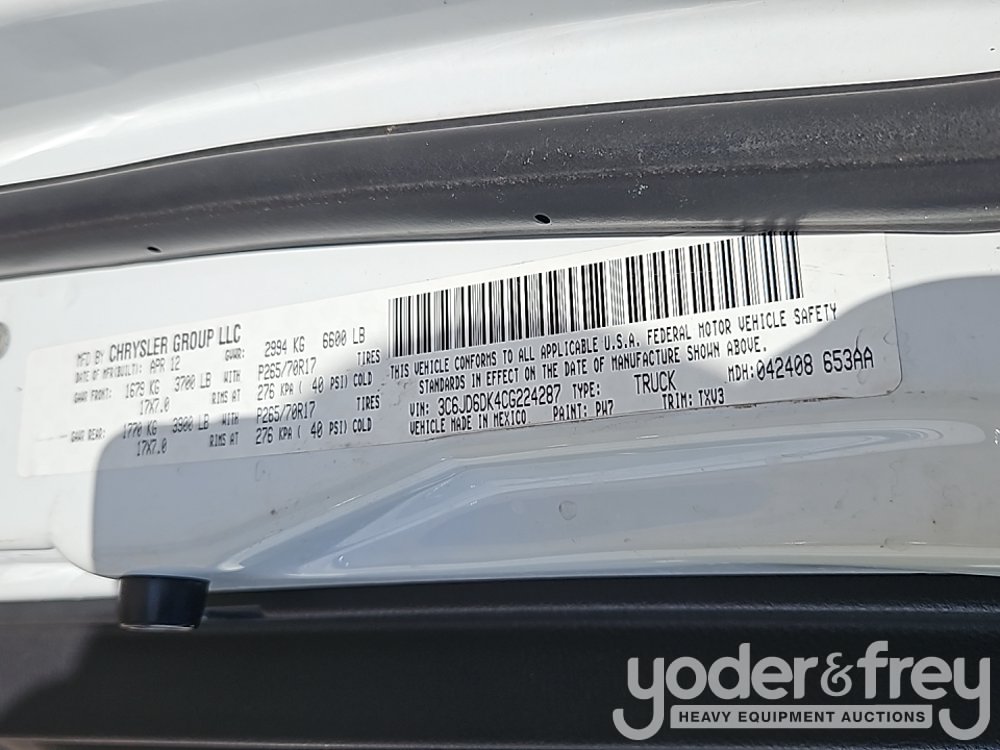 MFD BY CHRYSLER GROUP LLC
DATE OF MFR(BUILT): APR 12 GVWR: 2994 KG 6600 LB
GAWR FRONT: 1679 KG 3700 LB WITH P265/70R17 TIRES
17X7.0 RIMS AT 276 KPA ( 40 PSI) COLD
GAWR REAR: 1770 KG 3900 LB WITH P265/70R17 TIRES
17X7.0 RIMS AT 276 KPA ( 40 PSI) COLD
THIS VEHICLE CONFORMS TO ALL APPLICABLE U.S.A. FEDERAL MOTOR VEHICLE SAFETY
STANDARDS IN EFFECT ON THE DATE OF MANUFACTURE SHOWN ABOVE.
VIN: 3C6JD6DK4CG224287 TYPE: TRUCK MDH: 042408 653AA
VEHICLE MADE IN MEXICO PAINT: PW7 TRIM: TXV3
yoder&frey
HEAVY EQUIPMENT AUCTIONS